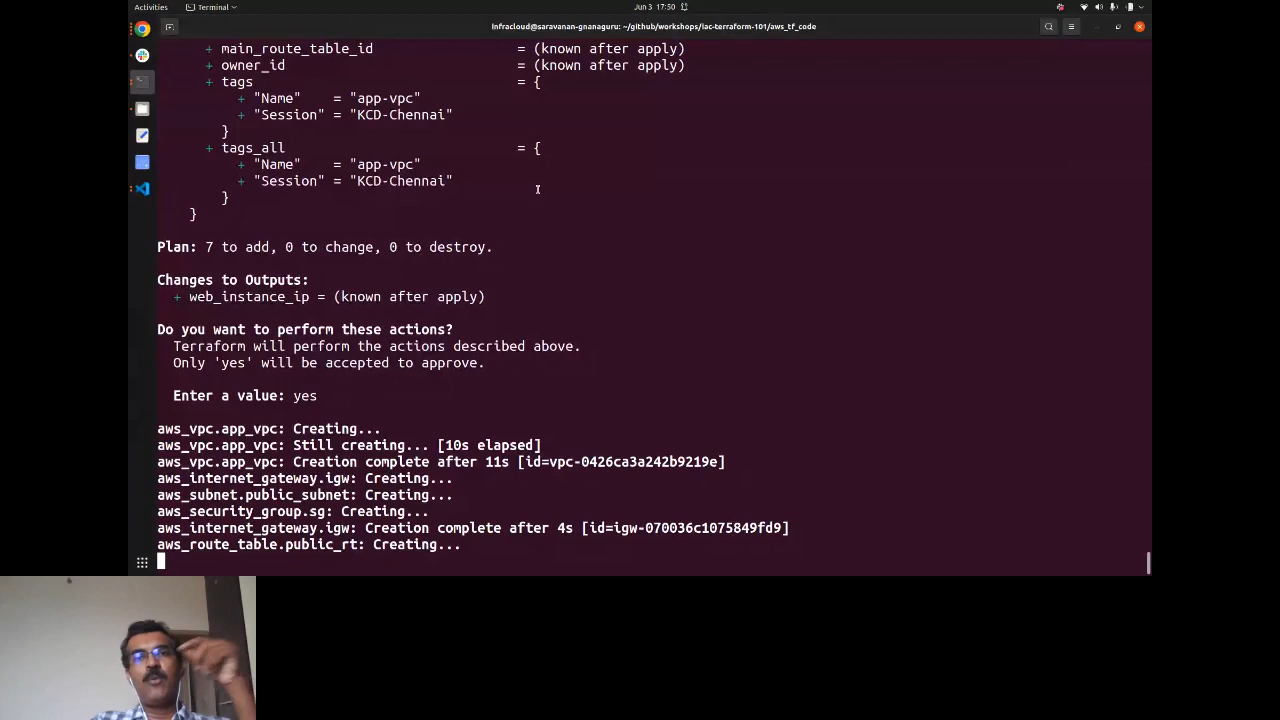 Activities
Terminal
Jun 3 17:50
infracloud@saravanan-gnanaguru: ~/github/workshops/iac-terraform-101/aws_tf_code
+ main_route_table_id = (known after apply)
+ owner_id = (known after apply)
+ tags = {
+ "Name" = "app-vpc"
+ "Session" = "KCD-Chennai"
}
+ tags_all = {
+ "Name" = "app-vpc"
+ "Session" = "KCD-Chennai"
}
}
Plan: 7 to add, 0 to change, 0 to destroy.
Changes to Outputs:
+ web_instance_ip = (known after apply)
Do you want to perform these actions?
Terraform will perform the actions described above.
Only 'yes' will be accepted to approve.
Enter a value: yes
aws_vpc.app_vpc: Creating...
aws_vpc.app_vpc: Still creating... [10s elapsed]
aws_vpc.app_vpc: Creation complete after 11s [id=vpc-0426ca3a242b9219e]
aws_internet_gateway.igw: Creating...
aws_subnet.public_subnet: Creating...
aws_security_group.sg: Creating...
aws_internet_gateway.igw: Creation complete after 4s [id=igw-070036c1075849fd9]
aws_route_table.public_rt: Creating...